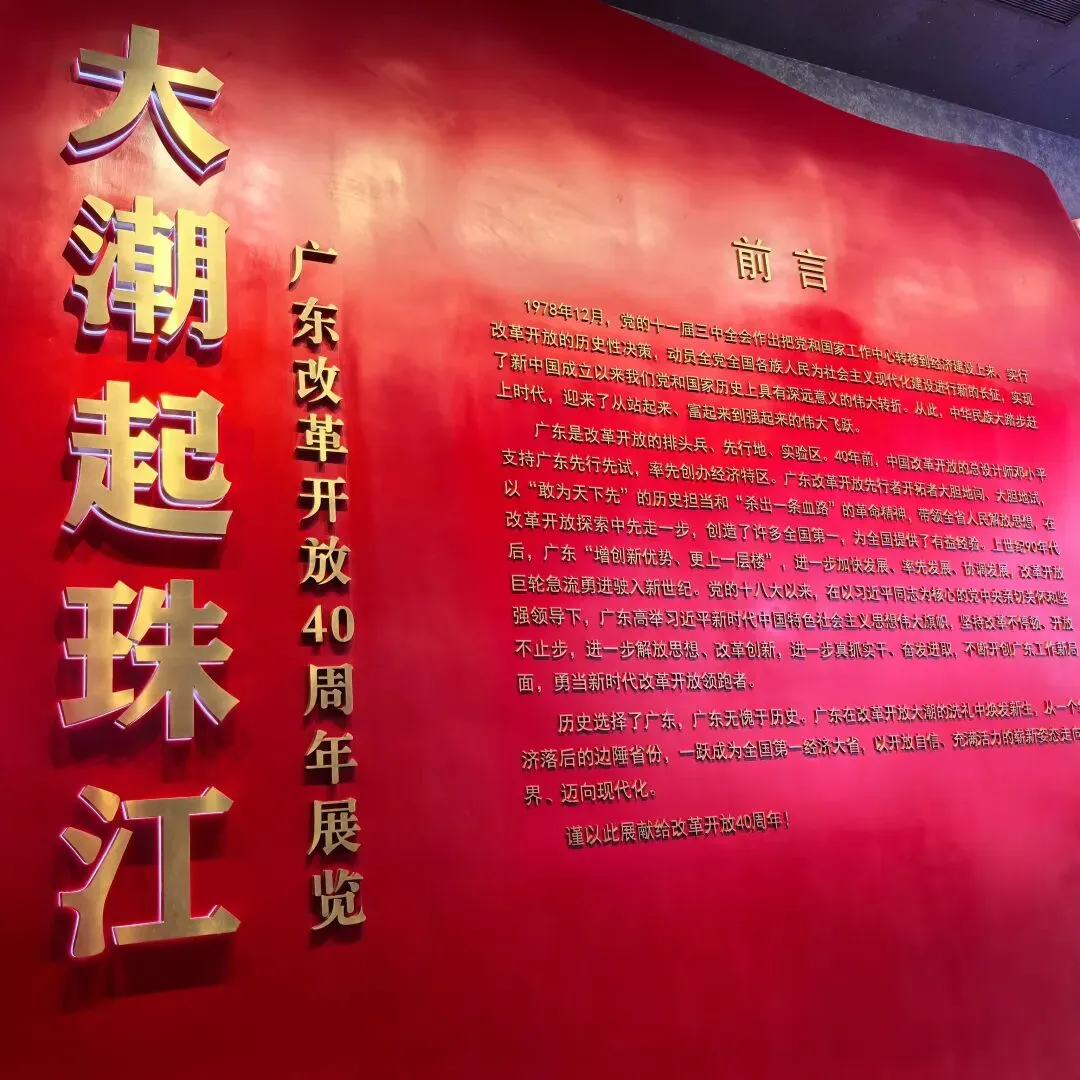 大潮起珠江
广东改革开放40周年展览
前言
1978年12月，党的十一届三中全会作出把党和国家工作中心转移到经济建设上来、实行
改革开放的历史性决策，动员全党全国各族人民为社会主义现代化建设进行新的长征，实现
了新中国成立以来我们党和国家历史上具有深远意义的伟大转折。从此，中华民族大踏步赶
上时代，迎来了从站起来、富起来到强起来的伟大飞跃。
广东是改革开放的排头兵、先行地、实验区。40年前，中国改革开放的总设计师邓小平
支持广东先行先试，率先创办经济特区。广东改革开放先行者开拓者大胆地闯、大胆地试，
以“敢为天下先”的历史担当和“杀出一条血路”的革命精神，带领全省人民解放思想，在
改革开放探索中先走一步，创造了许多全国第一，为全国提供了有益经验。上世纪90年代
后，广东“增创新优势、更上一层楼”，进一步加快发展、率先发展、协调发展，改革开放
巨轮急流勇进驶入新世纪。党的十八大以来，在以习近平同志为核心的党中央亲切关怀和坚
强领导下，广东高举习近平新时代中国特色社会主义思想伟大旗帜，坚持改革不停顿、开放
不止步，进一步解放思想、改革创新，进一步真抓实干、奋发进取，不断开创广东工作新局
面，勇当新时代改革开放领跑者。
历史选择了广东，广东无愧于历史。广东在改革开放大潮的洗礼中焕发新生，从一个
济落后的边陲省份，一跃成为全国第一经济大省，以开放自信、充满活力的崭新姿态走向
界、迈向现代化。
谨以此展献给改革开放40周年！